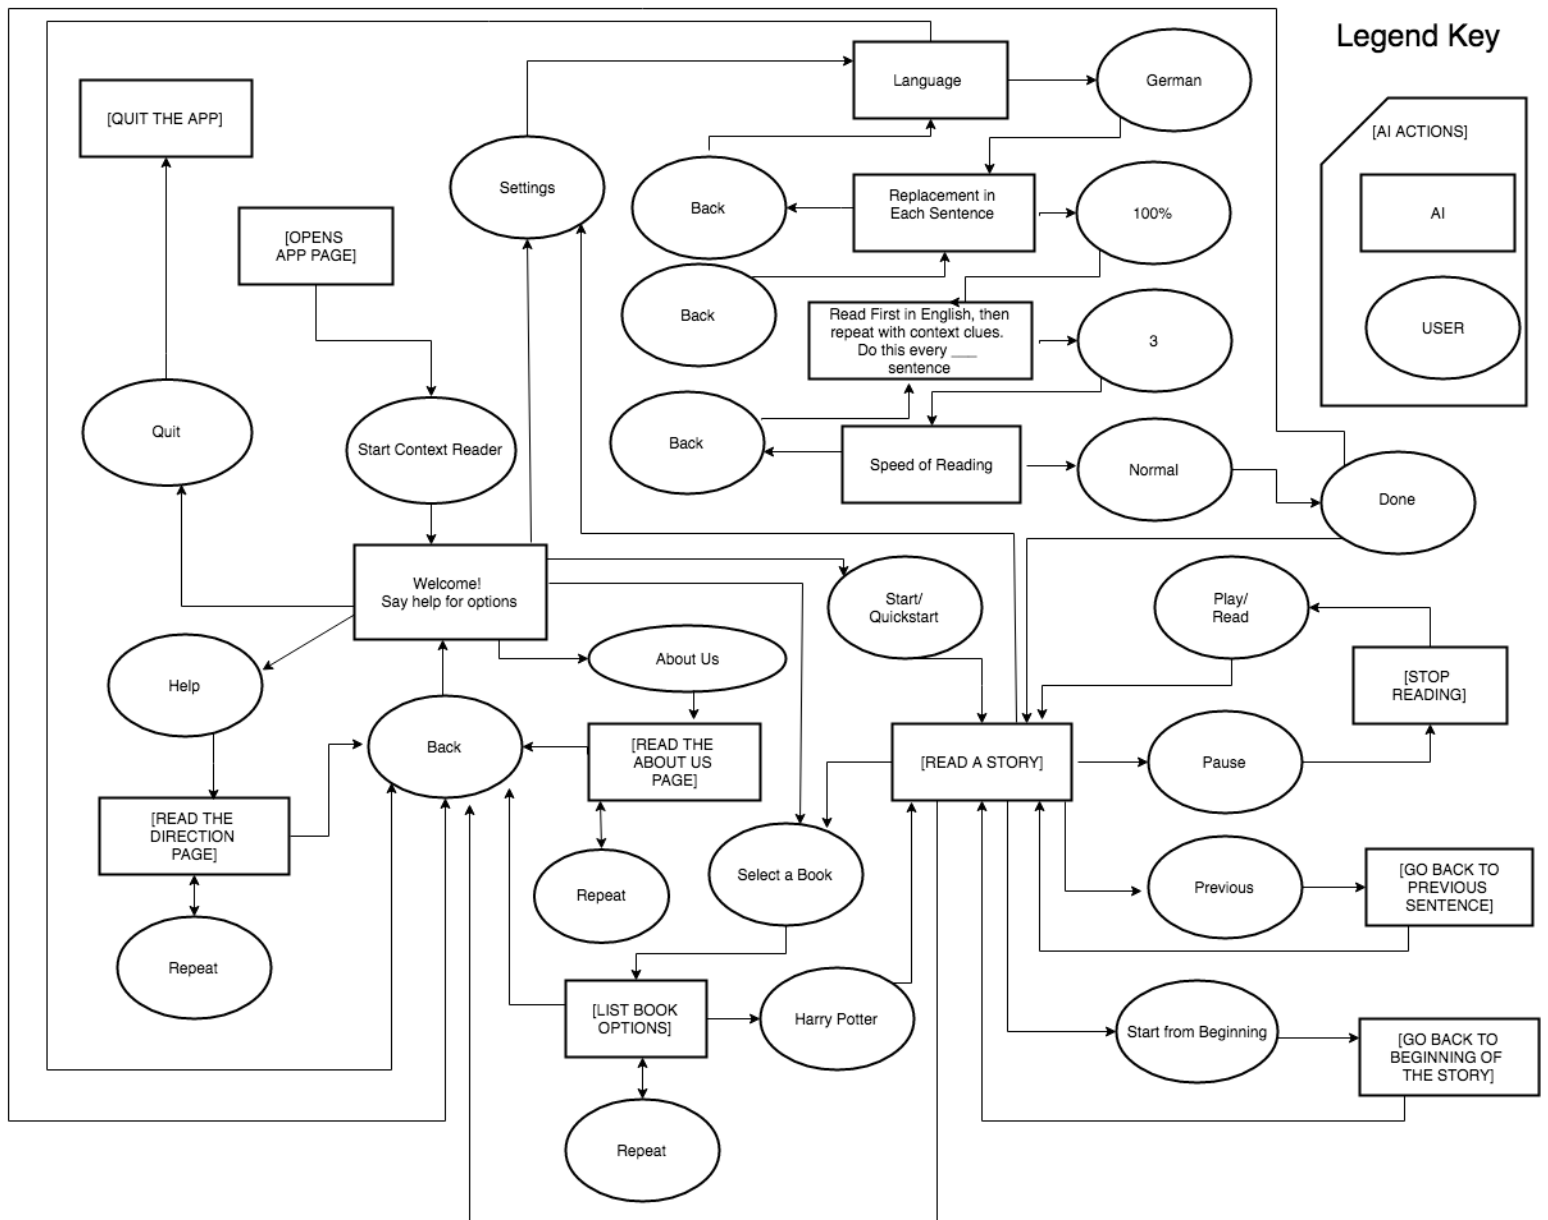 Legend Key
Language
German
[QUIT THE APP]
[AI ACTIONS]
Settings
Back
Replacement in
Each Sentence
100%
AI
[OPENS
APP PAGE]
Back
Read First in English, then
repeat with context clues.
Do this every ___
sentence
3
USER
Quit
Start Context Reader
Back
Speed of Reading
Normal
Done
Welcome!
Say help for options
Start/
Quickstart
Play/
Read
About Us
Help
[STOP
READING]
Back
[READ THE
ABOUT US
PAGE]
[READ A STORY]
Pause
[READ THE
DIRECTION
PAGE]
Repeat
Select a Book
Previous
[GO BACK TO
PREVIOUS
SENTENCE]
Repeat
[LIST BOOK
OPTIONS]
Harry Potter
Start from Beginning
[GO BACK TO
BEGINNING OF
THE STORY]
Repeat